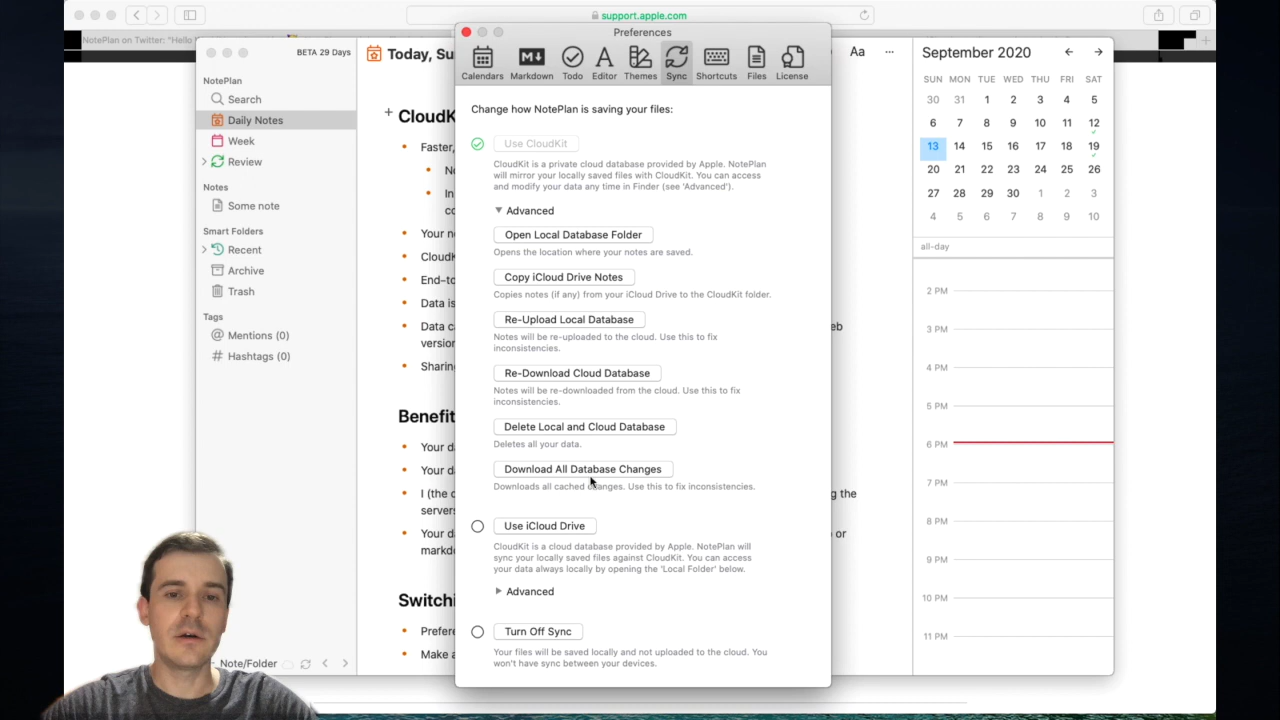 support.apple.com
NotePlan on Twitter: "Hello
Preferences
Calendars Markdown Todo Editor Themes Sync Shortcuts Files License
Change how NotePlan is saving your files:
Use CloudKit
CloudKit is a private cloud database provided by Apple. NotePlan
will mirror your locally saved files with CloudKit. You can access
and modify your data any time in Finder (see 'Advanced').
Advanced
Open Local Database Folder
Opens the location where your notes are saved.
Copy iCloud Drive Notes
Copies notes (if any) from your iCloud Drive to the CloudKit folder.
Re-Upload Local Database
Notes will be re-uploaded to the cloud. Use this to fix
inconsistencies.
Re-Download Cloud Database
Notes will be re-downloaded from the cloud. Use this to fix
inconsistencies.
Delete Local and Cloud Database
Deletes all your data.
Download All Database Changes
Downloads all cached changes. Use this to fix inconsistencies.
Use iCloud Drive
CloudKit is a cloud database provided by Apple. NotePlan will
sync your locally saved files against CloudKit. You can access
your data always locally by opening the 'Local Folder' below.
Advanced
Turn Off Sync
Your files will be saved locally and not uploaded to the cloud. You
won't have sync between your devices.
BETA 29 Days
NotePlan
Search
Daily Notes
Week
Review
Notes
Some note
Smart Folders
Recent
Archive
Trash
Tags
@ Mentions (0)
# Hashtags (0)
Note/Folder
Today, Su
Aa
CloudK
Faster,
No
In
co
Your no
CloudK
End-to
Data is
Data ca
eb
version
Sharin
Benefit
Your da
Your da
I (the d
g the
servers
Your da
or
markdo
Switchi
Prefere
Make a
September 2020
SUN MON TUE WED THU FRI SAT
30 31 1 2 3 4 5
6 7 8 9 10 11 12
13 14 15 16 17 18 19
20 21 22 23 24 25 26
27 28 29 30 1 2 3
4 5 6 7 8 9 10
all-day
2 PM
3 PM
4 PM
5 PM
6 PM
7 PM
8 PM
9 PM
10 PM
11 PM